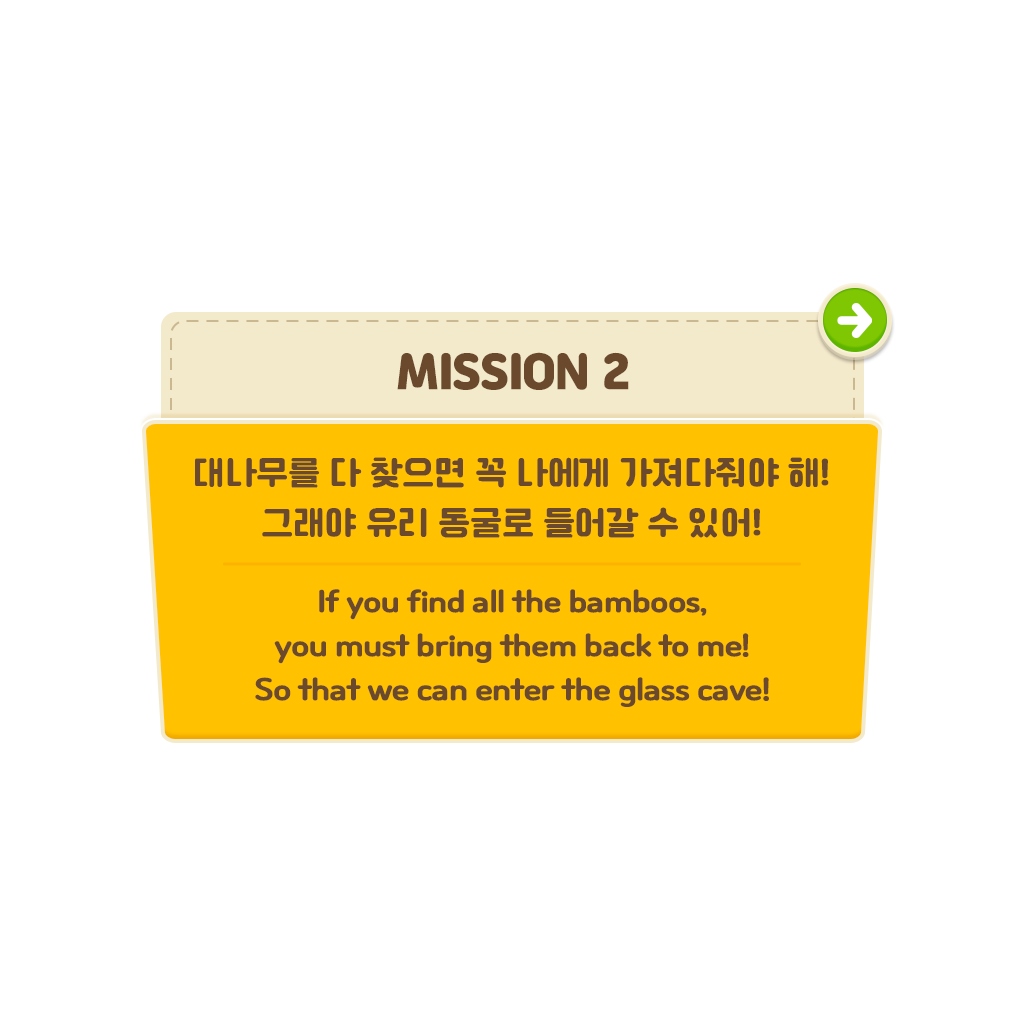 MISSION 2
대나무를 다 찾으면 꼭 나에게 가져다줘야 해!
그래야 유리 동굴로 들어갈 수 있어!
If you find all the bamboos,
you must bring them back to me!
So that we can enter the glass cave!